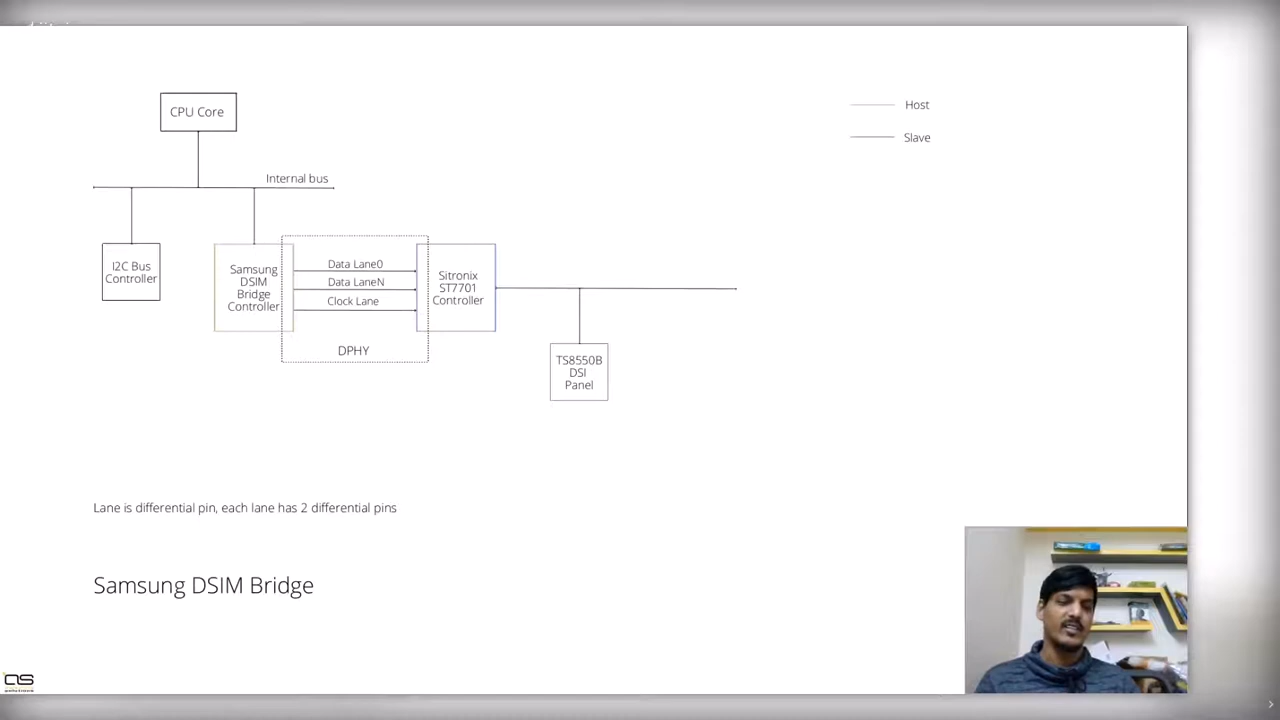 CPU Core
Host
Slave
Internal bus
I2C Bus
Controller
Samsung
DSIM
Bridge
Controller
Data Lane0
Data LaneN
Clock Lane
DPHY
Sitronix
ST7701
Controller
TS8550B
DSI
Panel
Lane is differential pin, each lane has 2 differential pins
Samsung DSIM Bridge
as
solutions